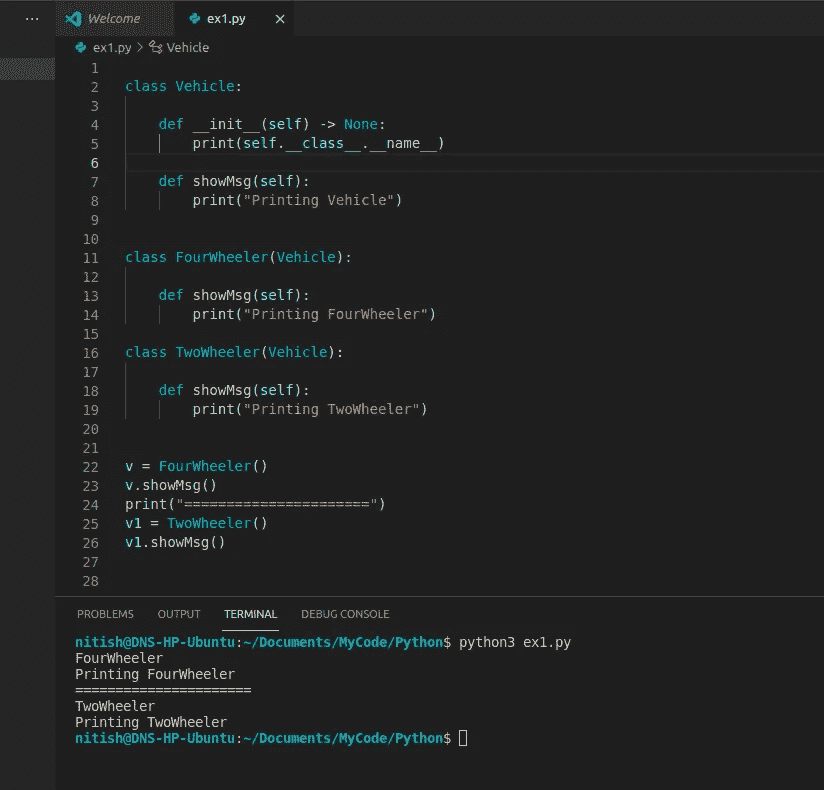 ... Welcome ex1.py ×
ex1.py > Vehicle
1
2 class Vehicle:
3
4     def __init__(self) -> None:
5         print(self.__class__.__name__)
6
7     def showMsg(self):
8         print("Printing Vehicle")
9
10
11 class FourWheeler(Vehicle):
12
13     def showMsg(self):
14         print("Printing FourWheeler")
15
16 class TwoWheeler(Vehicle):
17
18     def showMsg(self):
19         print("Printing TwoWheeler")
20
21
22 v = FourWheeler()
23 v.showMsg()
24 print("======================")
25 v1 = TwoWheeler()
26 v1.showMsg()
27
28
PROBLEMS OUTPUT TERMINAL DEBUG CONSOLE
nitish@DNS-HP-Ubuntu:~/Documents/MyCode/Python$ python3 ex1.py
FourWheeler
Printing FourWheeler
======================
TwoWheeler
Printing TwoWheeler
nitish@DNS-HP-Ubuntu:~/Documents/MyCode/Python$